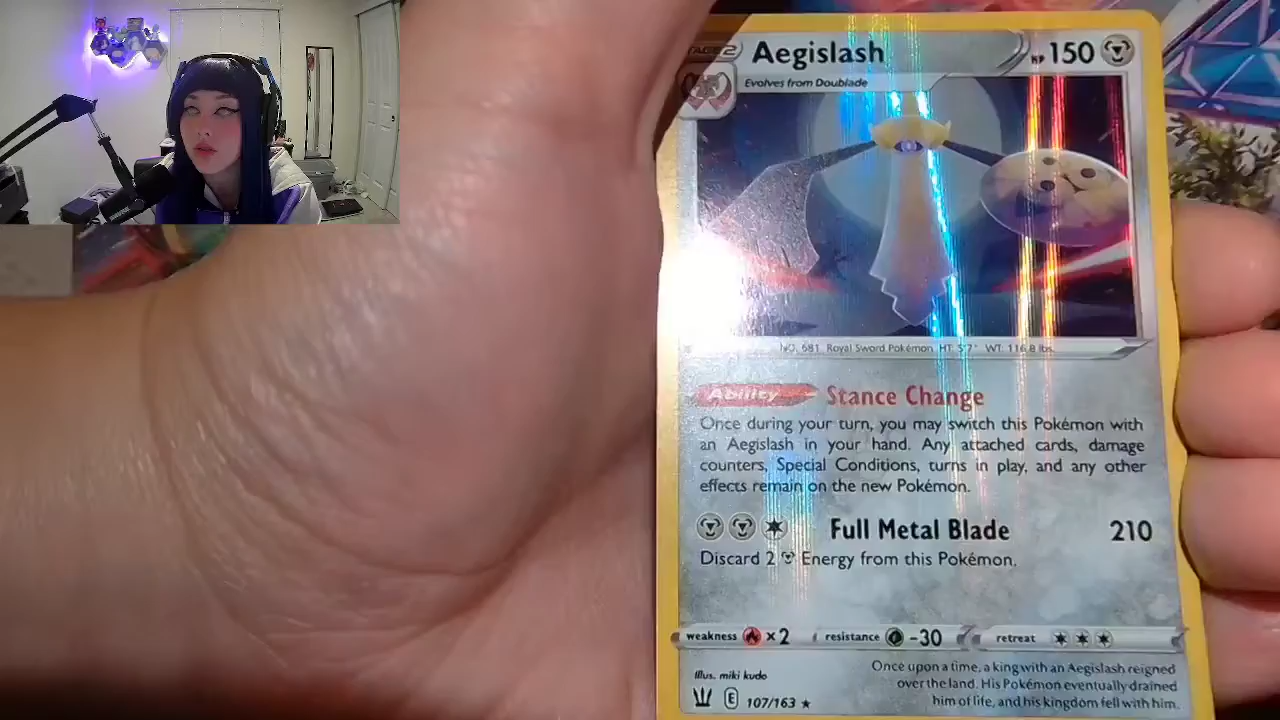 STAGE 2
Aegislash
HP 150
Evolves from Doublade
NO. 681 Royal Sword Pokémon HT: 5'7" WT: 116.8 lbs.
Ability Stance Change
Once during your turn, you may switch this Pokémon with
an Aegislash in your hand. Any attached cards, damage
counters, Special Conditions, turns in play, and any other
effects remain on the new Pokémon.
Full Metal Blade 210
Discard 2 Energy from this Pokémon.
weakness ×2 resistance -30 retreat
Illus. miki kudo
E 107/163 ★
Once upon a time, a king with an Aegislash reigned
over the land. His Pokémon eventually drained
him of life, and his kingdom fell with him.